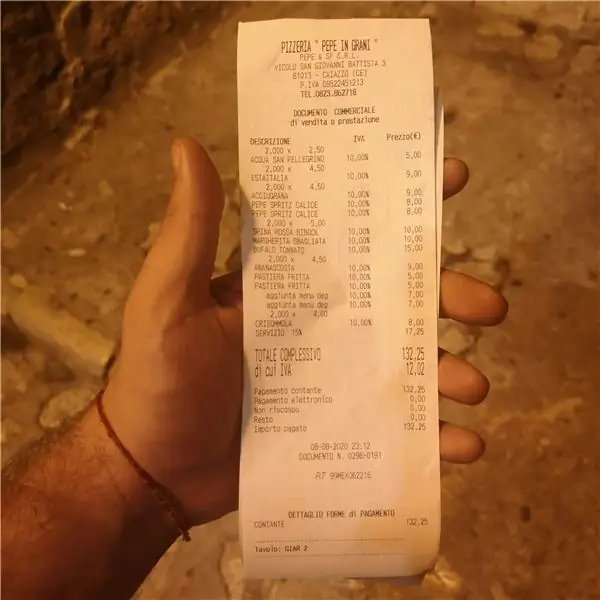 PIZZERIA " PEPE IN GRANI "
PEPE & SF S.R.L.
VICOLO SAN GIOVANNI BATTISTA 3
81013 - CAIAZZO (CE)
P.IVA 08522451213
TEL.0823.862718
DOCUMENTO COMMERCIALE
di vendita o prestazione
DESCRIZIONE IVA Prezzo(€)
2,000 x 2,50
ACQUA SAN PELLEGRINO 10,00% 5,00
2,000 x 4,50
ESTAITALIA 10,00% 9,00
2,000 x 4,50
ACCIUGRANA 10,00% 9,00
PEPE SPRITZ CALICE 10,00% 8,00
PEPE SPRITZ CALICE 10,00% 8,00
2,000 x 5,00
SPINA ROSSA BIBOCK 10,00% 10,00
MARGHERITA SBAGLIATA 10,00% 10,00
BUFALO TONNATO 10,00% 15,00
2,000 x 4,50
ANANASCOSTA 10,00% 9,00
PASTIERA FRITTA 10,00% 5,00
PASTIERA FRITTA 10,00% 5,00
aggiunta menu deg 10,00% 7,00
aggiunta menu deg 10,00% 7,00
2,000 x 4,00
CRISOMMOLA 10,00% 8,00
SERVIZIO 15% 17,25
TOTALE COMPLESSIVO 132,25
di cui IVA 12,02
Pagamento contante 132,25
Pagamento elettronico 0,00
Non riscosso 0,00
Resto 0,00
Importo pagato 132,25
08-08-2020 23:12
DOCUMENTO N. 0296-0191
RT 99MEK062216
DETTAGLIO FORME di PAGAMENTO
CONTANTE 132,25
Tavolo: GIAR 2